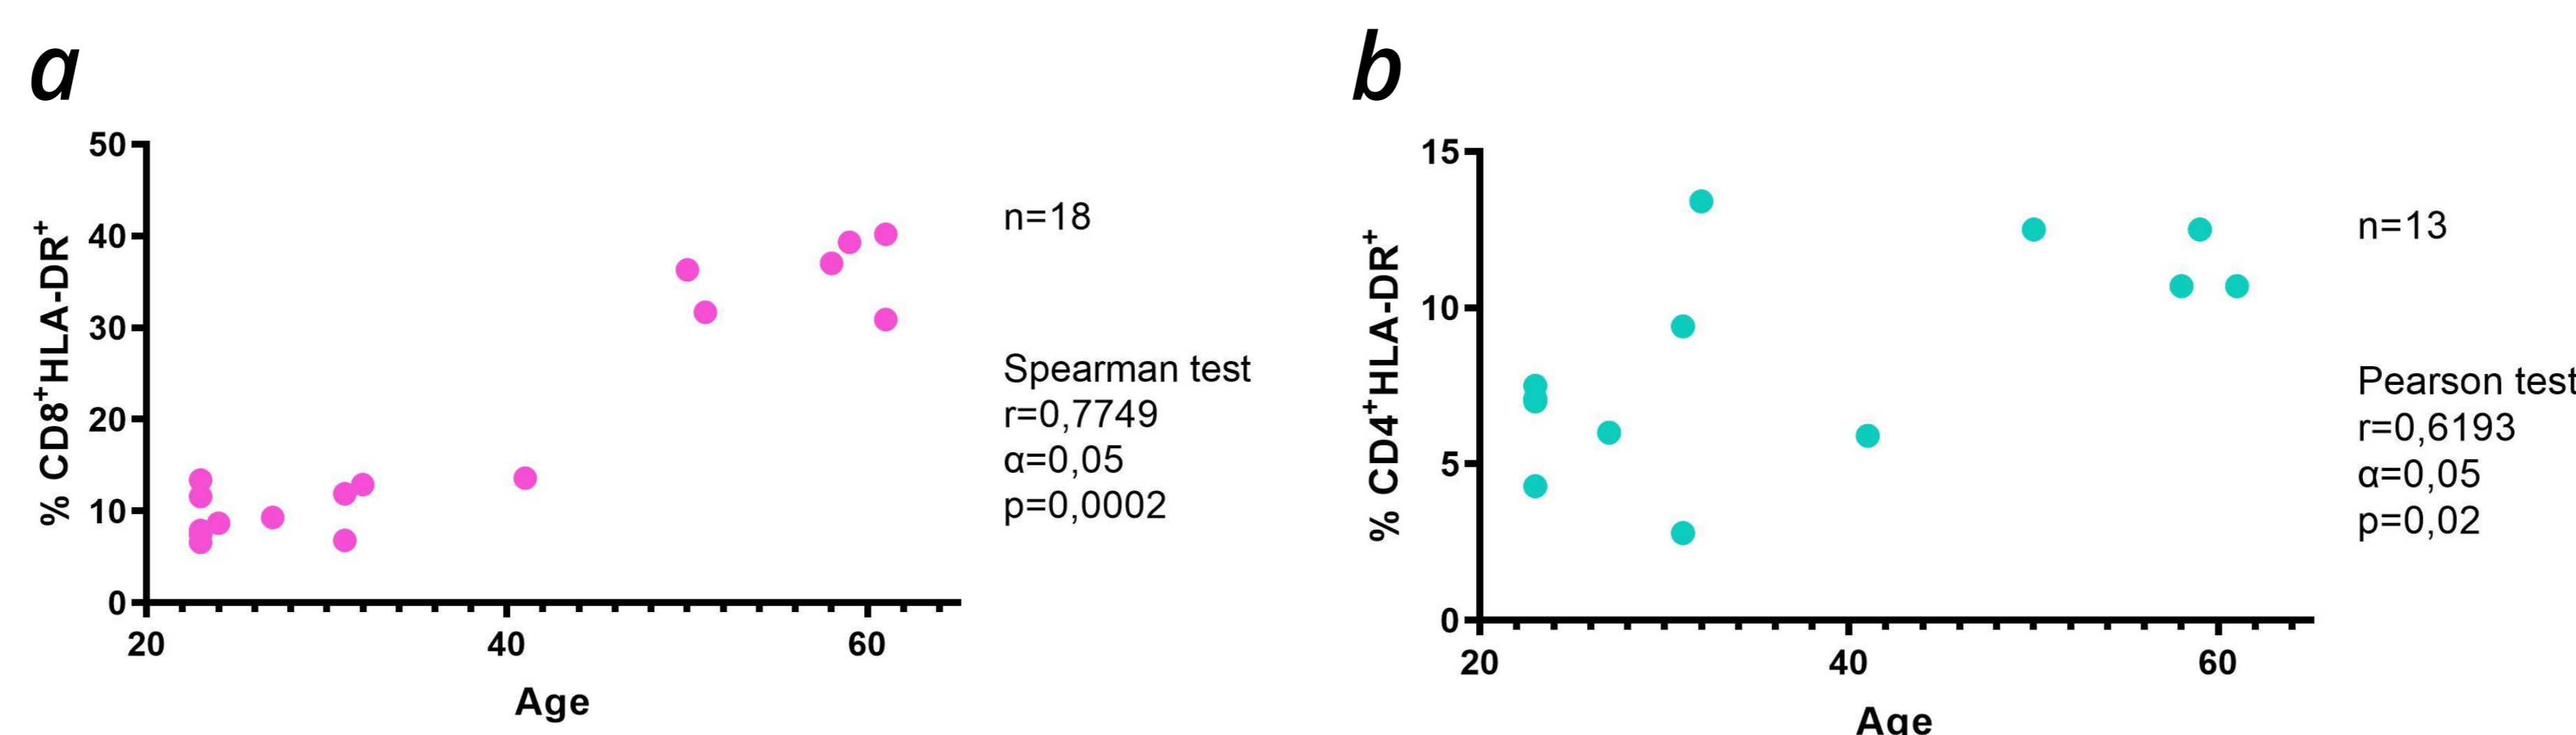 a
50
40
30
20
10
0
% CD8⁺HLA-DR⁺
20 40 60
Age
n=18
Spearman test
r=0,7749
α=0,05
p=0,0002
b
15
10
5
0
% CD4⁺HLA-DR⁺
20 40 60
Age
n=13
Pearson test
r=0,6193
α=0,05
p=0,02